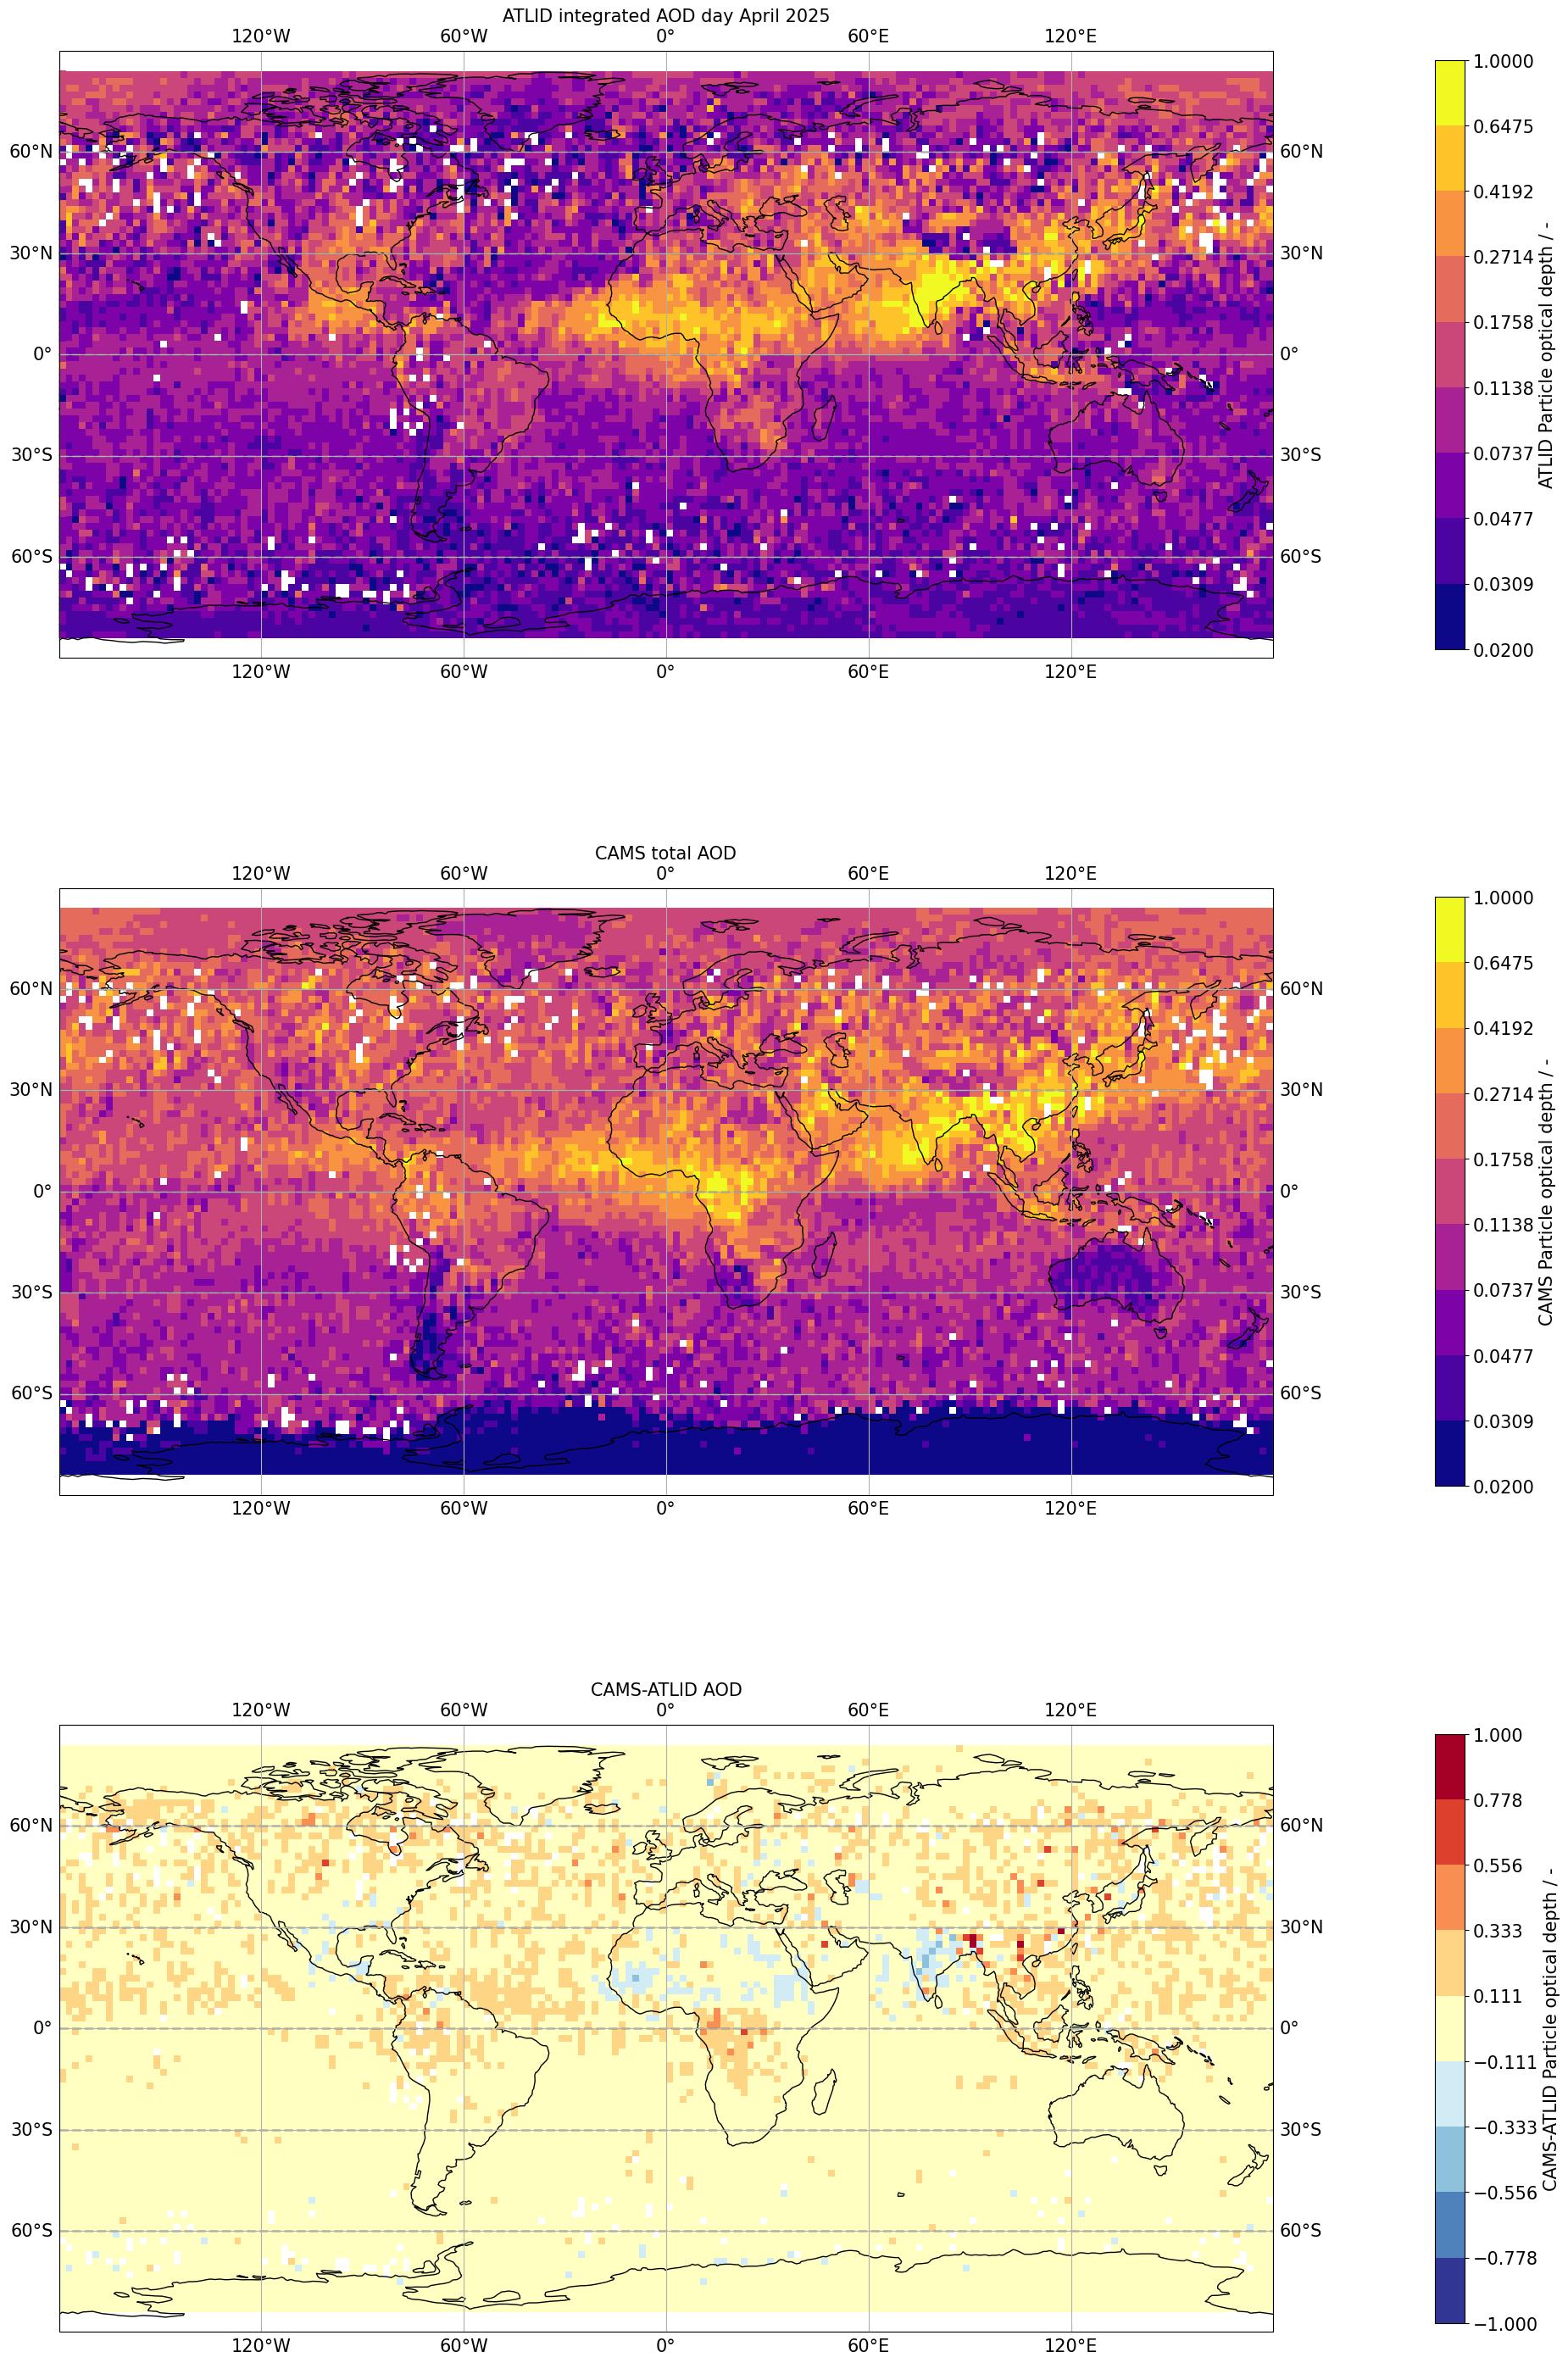 ATLID integrated AOD day April 2025
120°W 60°W 0° 60°E 120°E
60°N 60°N
30°N 30°N
0° 0°
30°S 30°S
60°S 60°S
120°W 60°W 0° 60°E 120°E
1.0000
0.6475
0.4192
0.2714
0.1758
0.1138
0.0737
0.0477
0.0309
0.0200
ATLID Particle optical depth / -
CAMS total AOD
120°W 60°W 0° 60°E 120°E
60°N 60°N
30°N 30°N
0° 0°
30°S 30°S
60°S 60°S
120°W 60°W 0° 60°E 120°E
1.0000
0.6475
0.4192
0.2714
0.1758
0.1138
0.0737
0.0477
0.0309
0.0200
CAMS Particle optical depth / -
CAMS-ATLID AOD
120°W 60°W 0° 60°E 120°E
60°N 60°N
30°N 30°N
0° 0°
30°S 30°S
60°S 60°S
120°W 60°W 0° 60°E 120°E
1.000
0.778
0.556
0.333
0.111
−0.111
−0.333
−0.556
−0.778
−1.000
CAMS-ATLID Particle optical depth / -